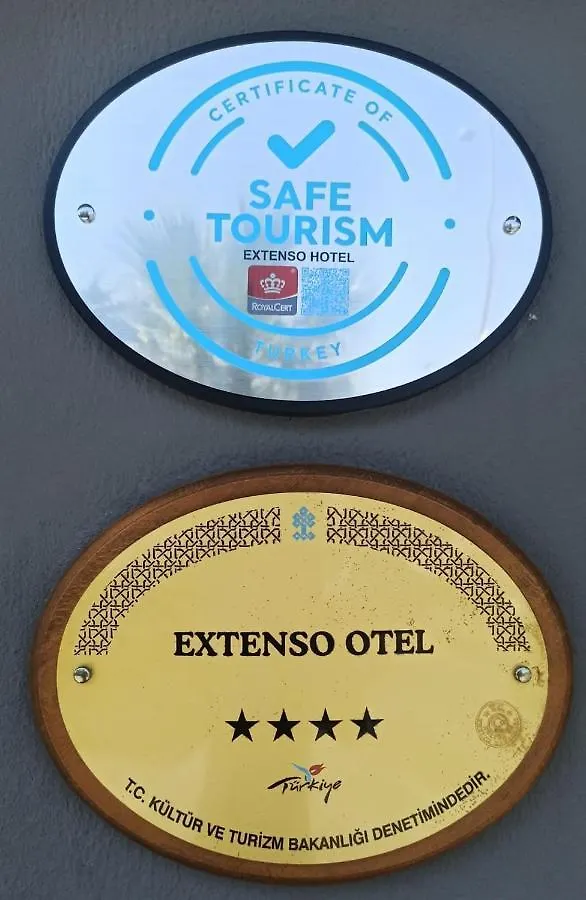 CERTIFICATE OF
SAFE
TOURISM
EXTENSO HOTEL
ROYALCERT
TURKEY
EXTENSO OTEL
Türkiye
T.C. KÜLTÜR VE TURİZM BAKANLIĞI DENETİMİNDEDİR.